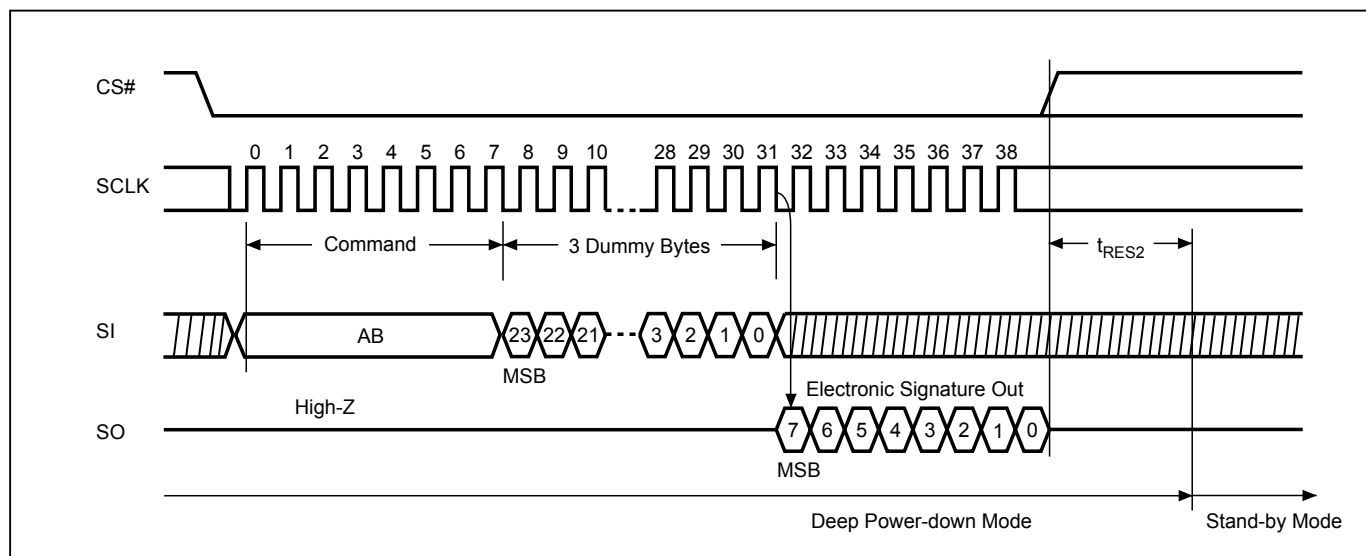 CS#
0 1 2 3 4 5 6 7 8 9 10 28 29 30 31 32 33 34 35 36 37 38
SCLK
Command
3 Dummy Bytes
tRES2
SI
AB
23 22 21 3 2 1 0
MSB
Electronic Signature Out
High-Z
SO
7 6 5 4 3 2 1 0
MSB
Deep Power-down Mode
Stand-by Mode